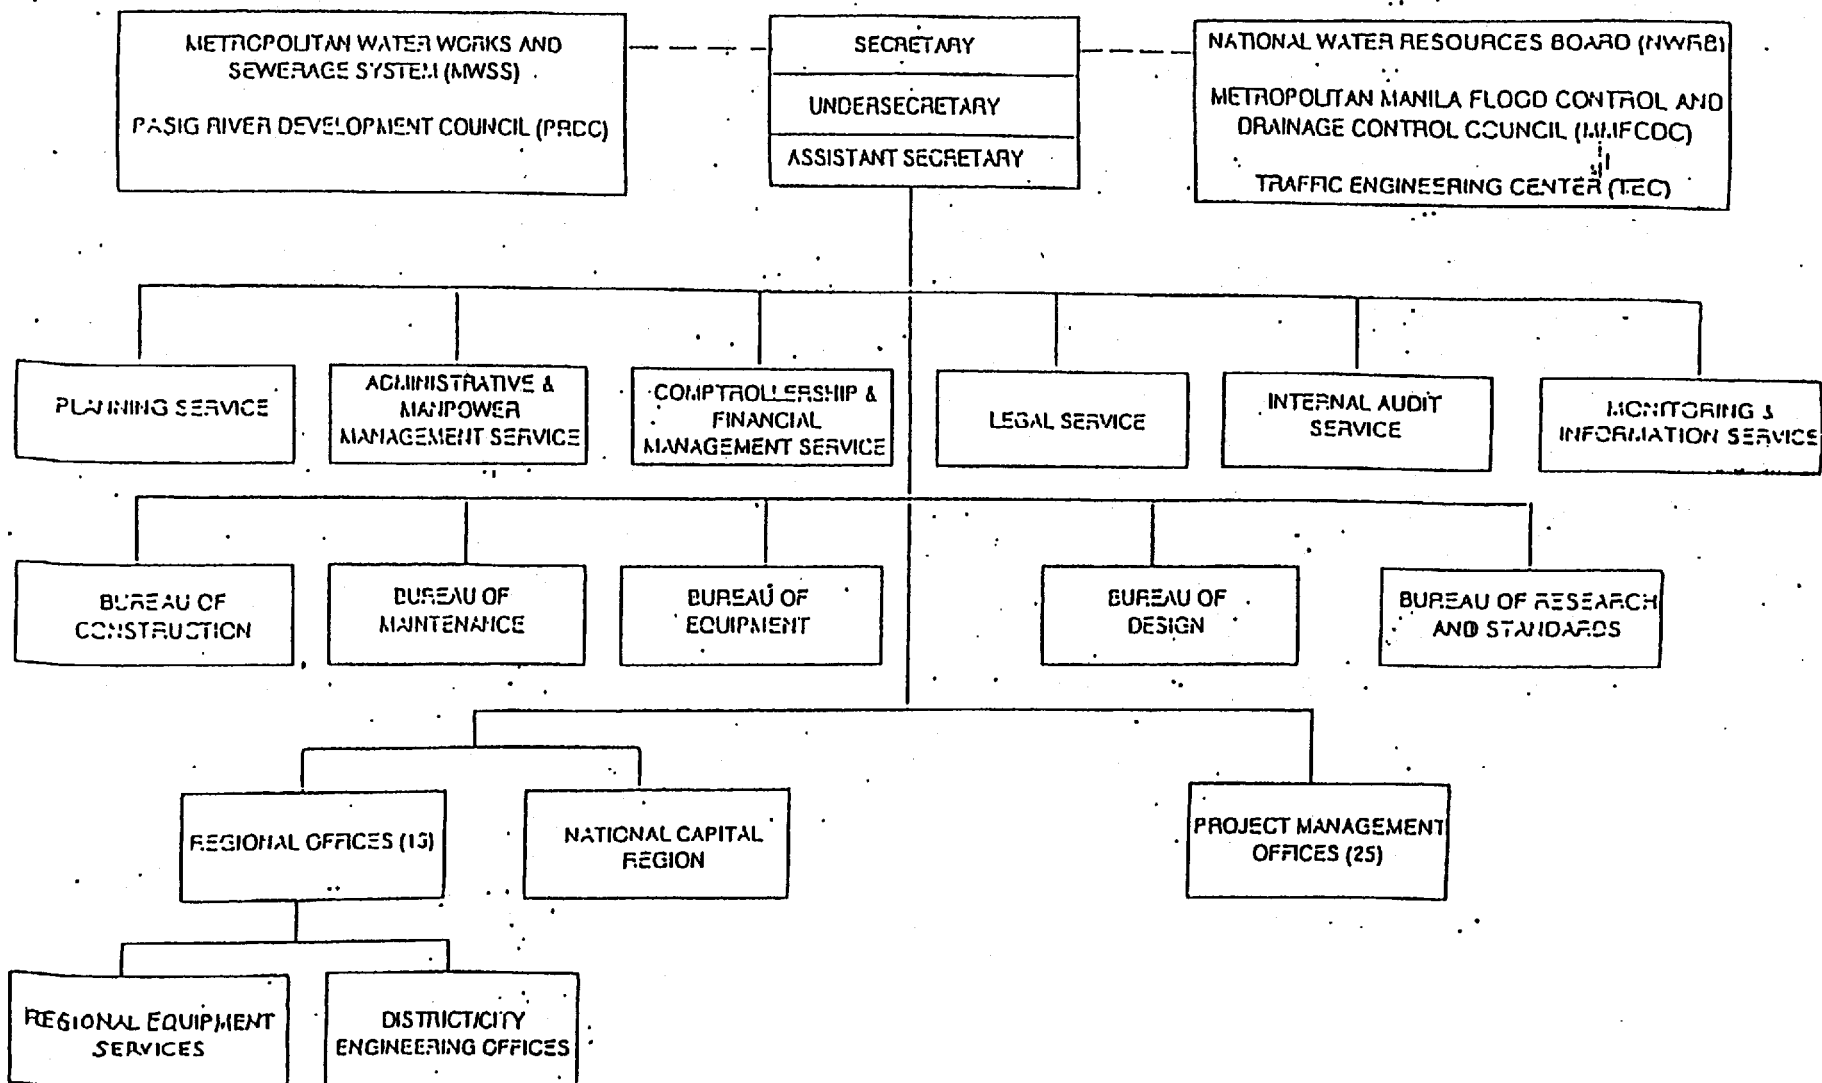 METROPOLITAN WATER WORKS AND
SEWERAGE SYSTEM (MWSS)
PASIG RIVER DEVELOPMENT COUNCIL (PRDC)
SECRETARY
UNDERSECRETARY
ASSISTANT SECRETARY
NATIONAL WATER RESOURCES BOARD (NWRB)
METROPOLITAN MANILA FLOOD CONTROL AND
DRAINAGE CONTROL COUNCIL (MMFCDC)
TRAFFIC ENGINEERING CENTER (TEC)
PLANNING SERVICE
ADMINISTRATIVE &
MANPOWER
MANAGEMENT SERVICE
COMPTROLLERSHIP &
FINANCIAL
MANAGEMENT SERVICE
LEGAL SERVICE
INTERNAL AUDIT
SERVICE
MONITORING &
INFORMATION SERVICE
BUREAU OF
CONSTRUCTION
BUREAU OF
MAINTENANCE
BUREAU OF
EQUIPMENT
BUREAU OF
DESIGN
BUREAU OF RESEARCH
AND STANDARDS
REGIONAL OFFICES
NATIONAL CAPITAL
REGION
PROJECT MANAGEMENT
OFFICES (25)
REGIONAL EQUIPMENT
SERVICES
DISTRICT/CITY
ENGINEERING OFFICES